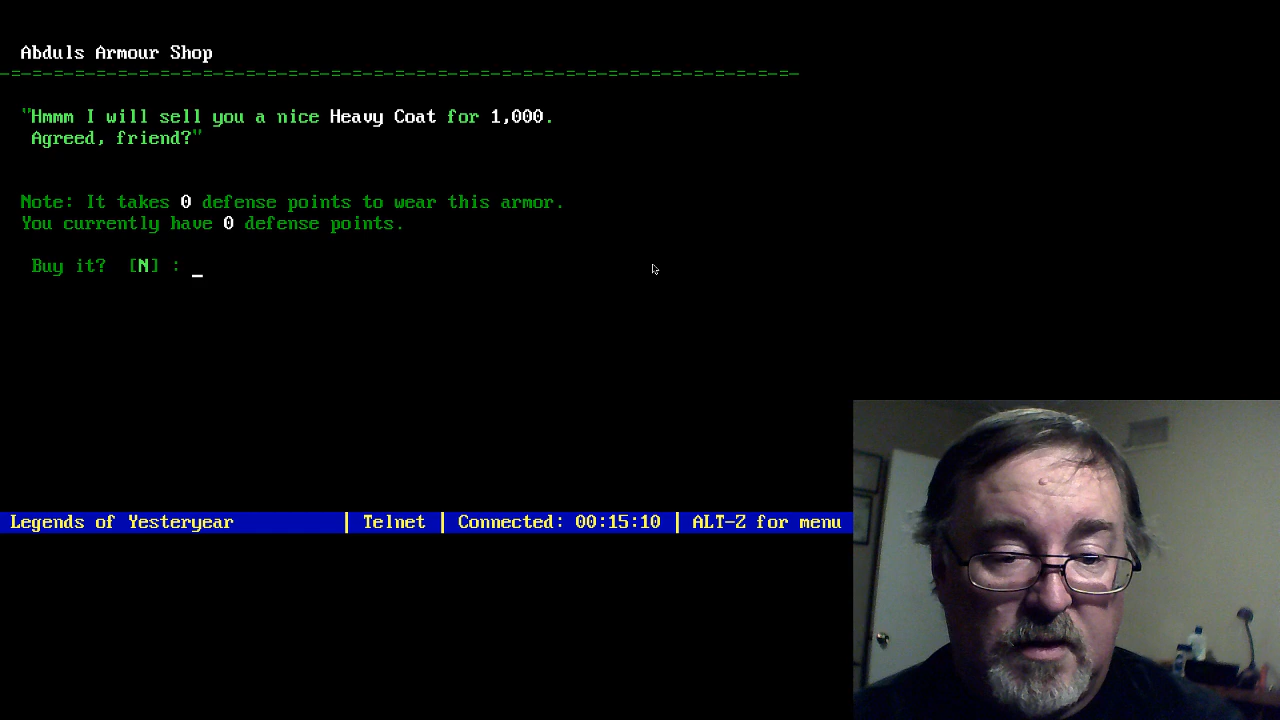 Abduls Armour Shop
-=-=-=-=-=-=-=-=-=-=-=-=-=-=-=-=-=-=-=-=-=-=-=-=-=-=-=-=-=-=-=-=-=-=-=-=-=-
"Hmmm I will sell you a nice Heavy Coat for 1,000.
Agreed, friend?"
Note: It takes 0 defense points to wear this armor.
You currently have 0 defense points.
Buy it?  [N] : _
Legends of Yesteryear | Telnet | Connected: 00:15:10 | ALT-Z for menu